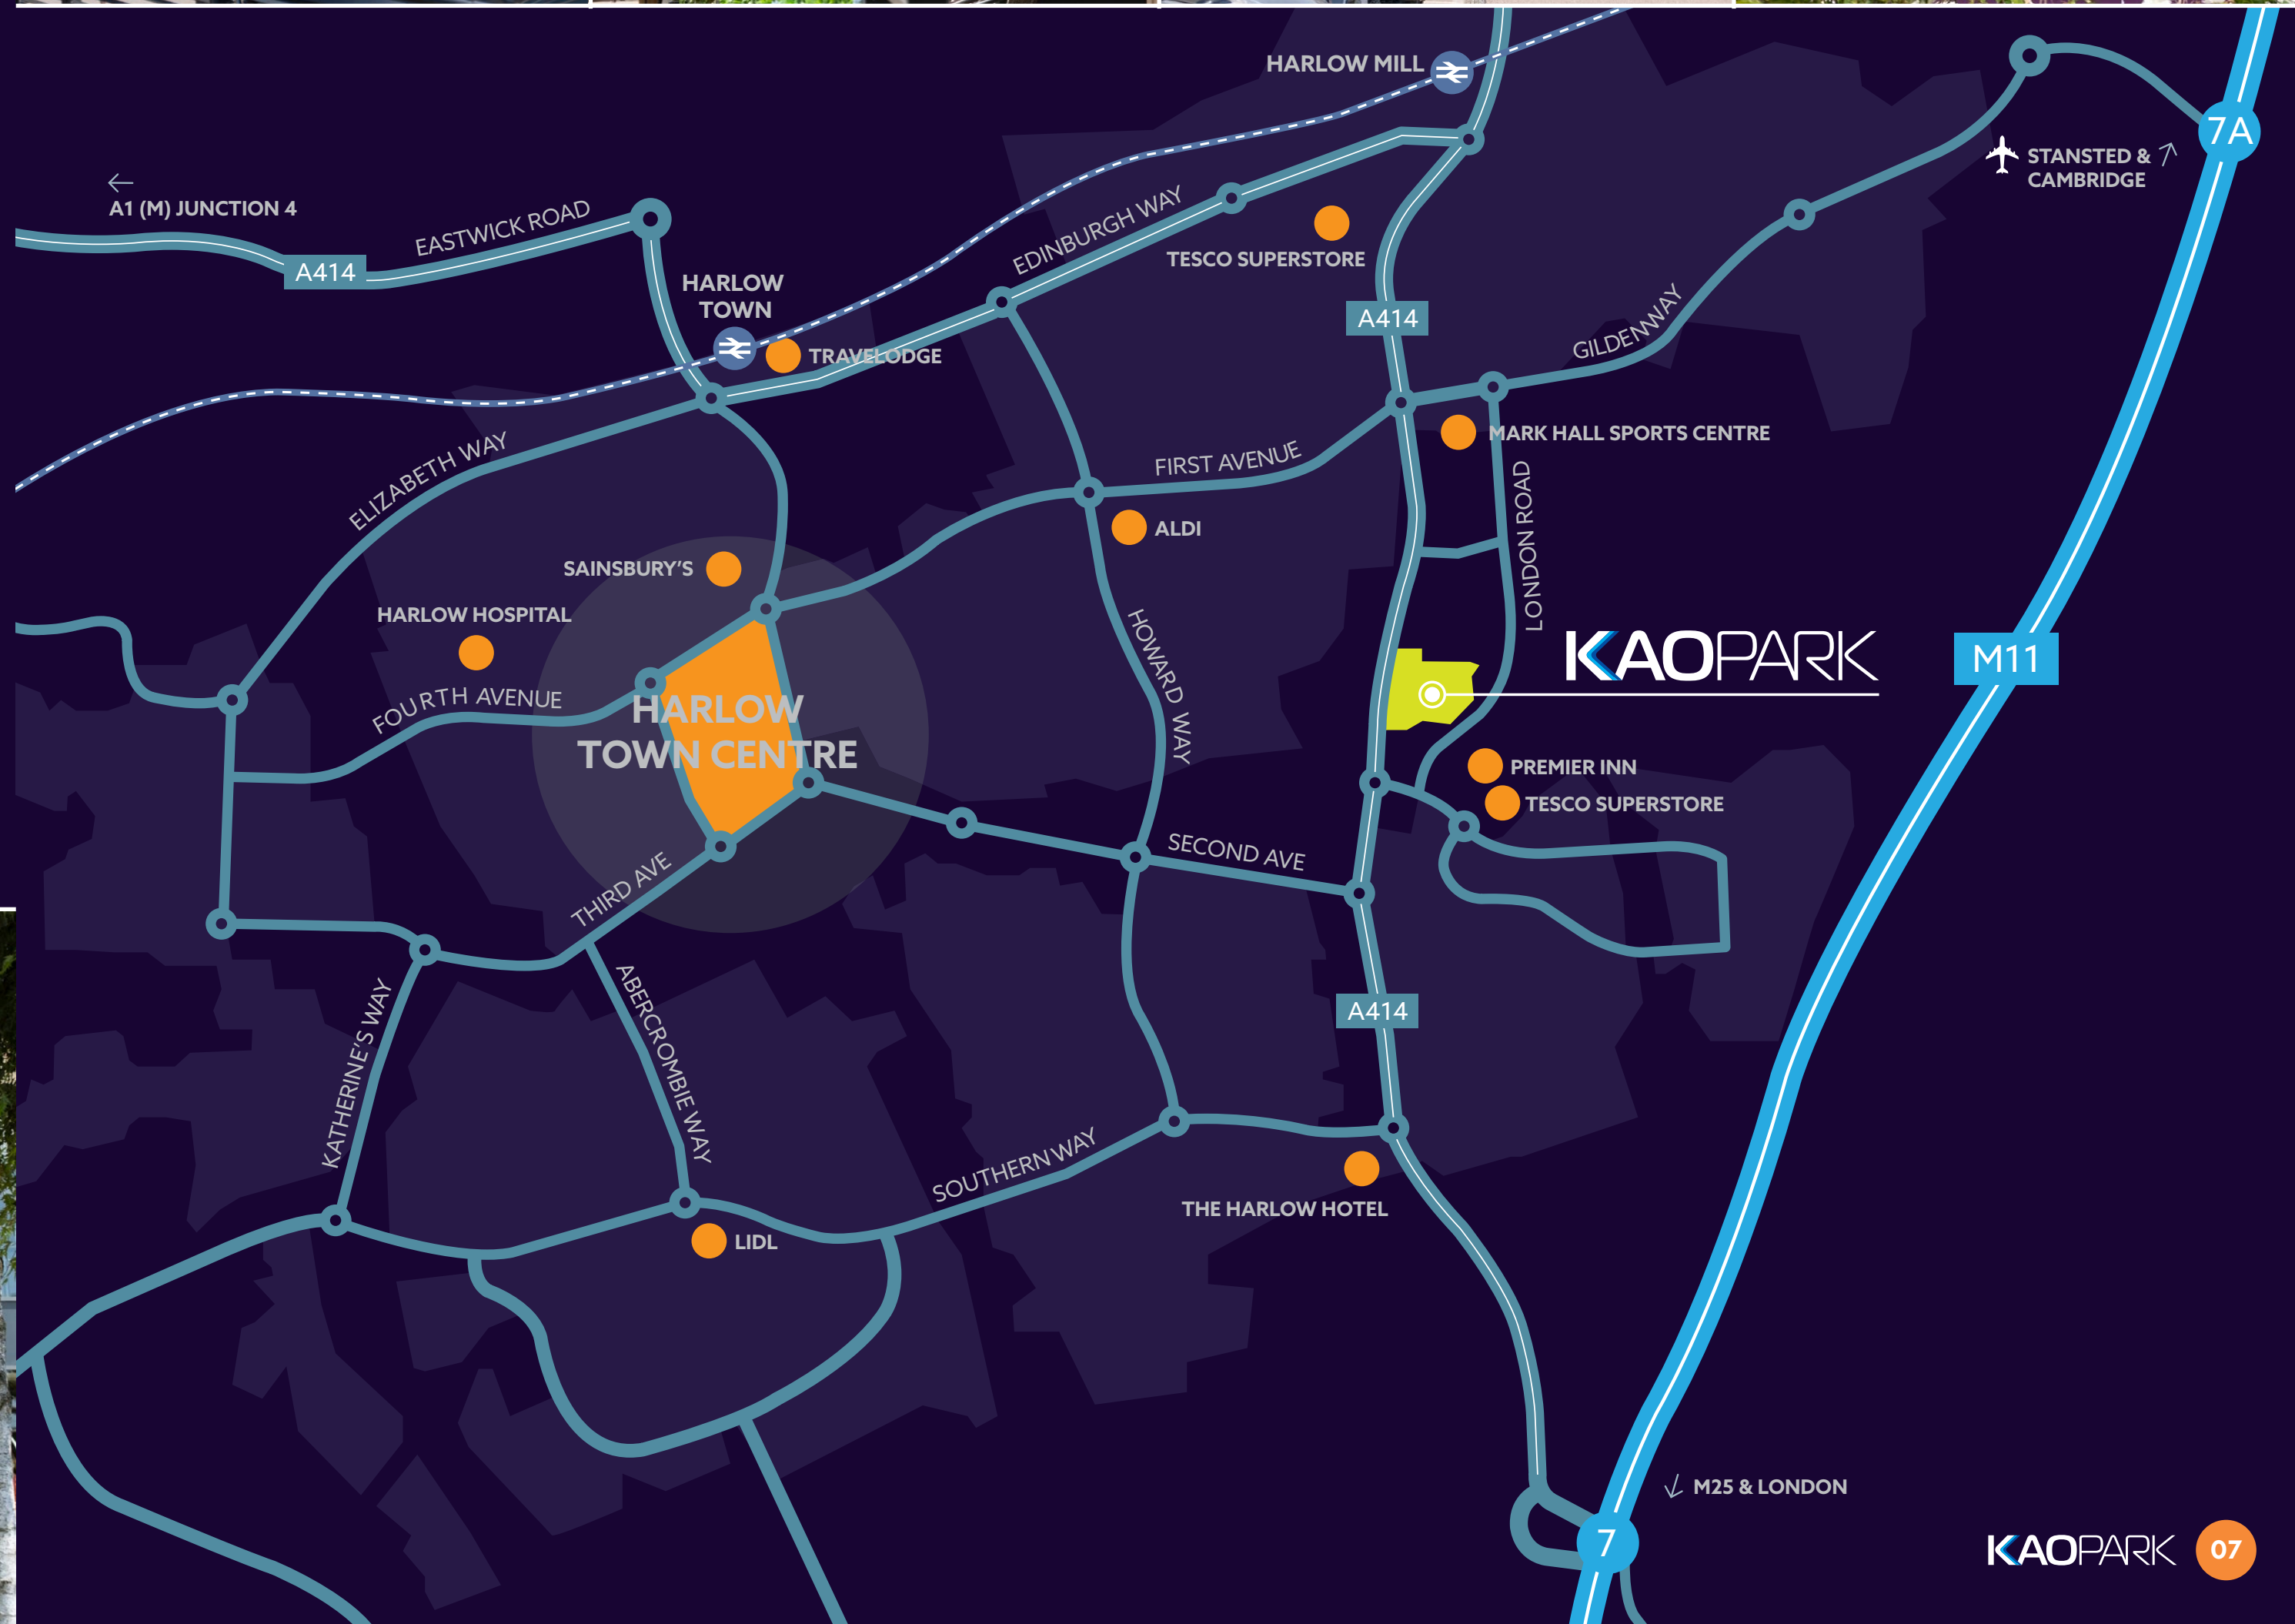 HARLOW MILL
7A
STANSTED &
CAMBRIDGE
A1 (M) JUNCTION 4
EASTWICK ROAD
A414
HARLOW
TOWN
EDINBURGH WAY
TESCO SUPERSTORE
A414
TRAVELODGE
GILDENWAY
MARK HALL SPORTS CENTRE
ELIZABETH WAY
FIRST AVENUE
LONDON ROAD
ALDI
SAINSBURY'S
HARLOW HOSPITAL
HOWARD WAY
KAOPARK
M11
FOURTH AVENUE
HARLOW
TOWN CENTRE
PREMIER INN
TESCO SUPERSTORE
SECOND AVE
THIRD AVE
A414
ABERCROMBIE WAY
KATHERINE'S WAY
SOUTHERN WAY
THE HARLOW HOTEL
LIDL
M25 & LONDON
7
KAOPARK
07